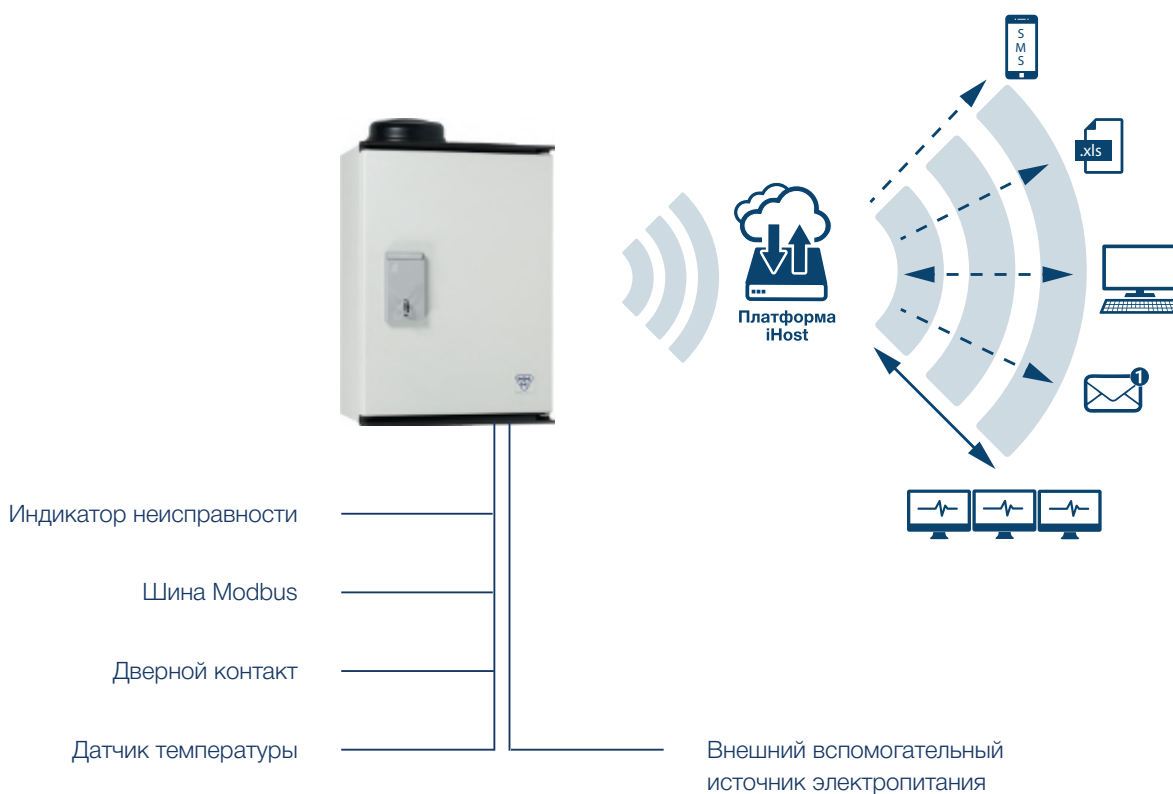 S
M
S
.xls
Платформа
iHost
1
Индикатор неисправности
Шина Modbus
Дверной контакт
Датчик температуры
Внешний вспомогательный
источник электропитания